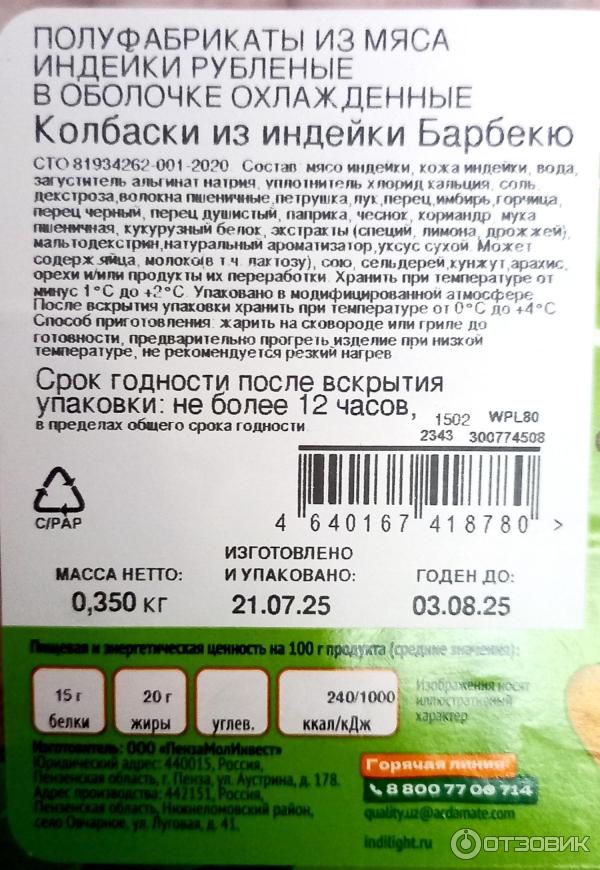 ПОЛУФАБРИКАТЫ ИЗ МЯСА
ИНДЕЙКИ РУБЛЕНЫЕ
В ОБОЛОЧКЕ ОХЛАЖДЕННЫЕ
Колбаски из индейки Барбекю
СТО 81934262-001-2020. Состав: мясо индейки, кожа индейки, вода,
загуститель альгинат натрия, уплотнитель хлорид кальция, соль,
декстроза,волокна пшеничные,петрушка,лук,перец,имбирь,горчица,
перец черный, перец душистый, паприка, чеснок, кориандр, мука
пшеничная, кукурузный белок, экстракты (специй, лимона, дрожжей),
мальтодекстрин,натуральный ароматизатор,уксус сухой. Может
содерж.яйца, молоко(в т.ч. лактозу), сою, сельдерей,кунжут,арахис,
орехи и/или продукты их переработки. Хранить при температуре от
минус 1°С до +2°С. Упаковано в модифицированной атмосфере.
После вскрытия упаковки хранить при температуре от 0°С до +4°С
Способ приготовления: жарить на сковороде или гриле до
готовности, предварительно прогреть изделие при низкой
температуре, не рекомендуется резкий нагрев
Срок годности после вскрытия
упаковки: не более 12 часов,
в пределах общего срока годности
1502 WPL80
2343 300774508
4 640167 418780 >
C/PAP
МАССА НЕТТО:
0,350 КГ
ИЗГОТОВЛЕНО
И УПАКОВАНО:
21.07.25
ГОДЕН ДО:
03.08.25
Пищевая и энергетическая ценность на 100 г продукта (средние значения):
15 г
белки
20 г
жиры
углев.
240/1000
ккал/кДж
Изображения носят
иллюстративный
характер
Изготовитель: ООО «ПензаМолИнвест»
Юридический адрес: 440015, Россия,
Пензенская область, г. Пенза, ул. Аустрина, д. 178.
Адрес производства: 442151, Россия,
Пензенская область, Нижнеломовский район,
село Овчарное, ул. Луговая, д. 41.
Горячая линия:
8 800 77 00 714
quality.uz@acdamate.com
indilight.ru
ОТЗОВИК